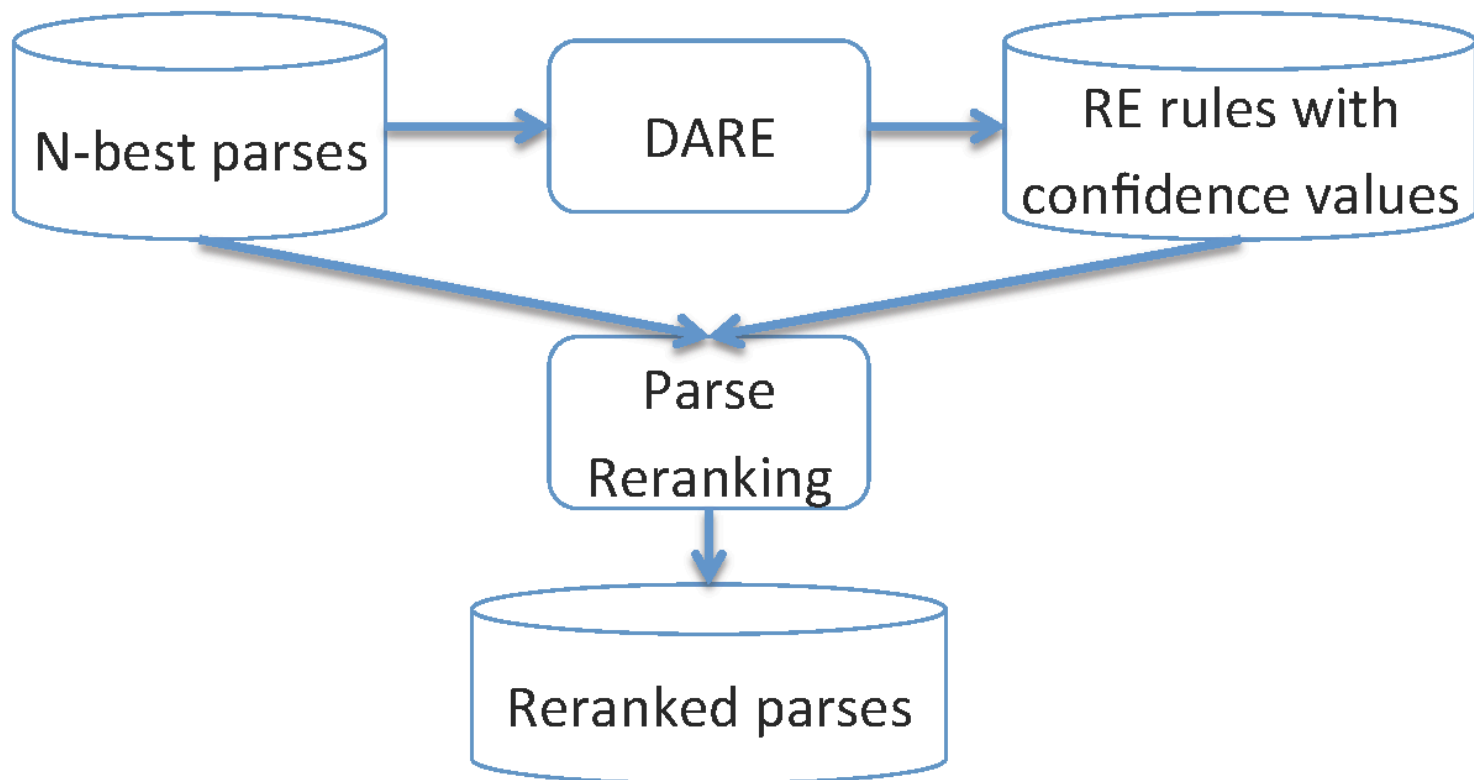 N-best parses
DARE
RE rules with
confidence values
Parse
Reranking
Reranked parses